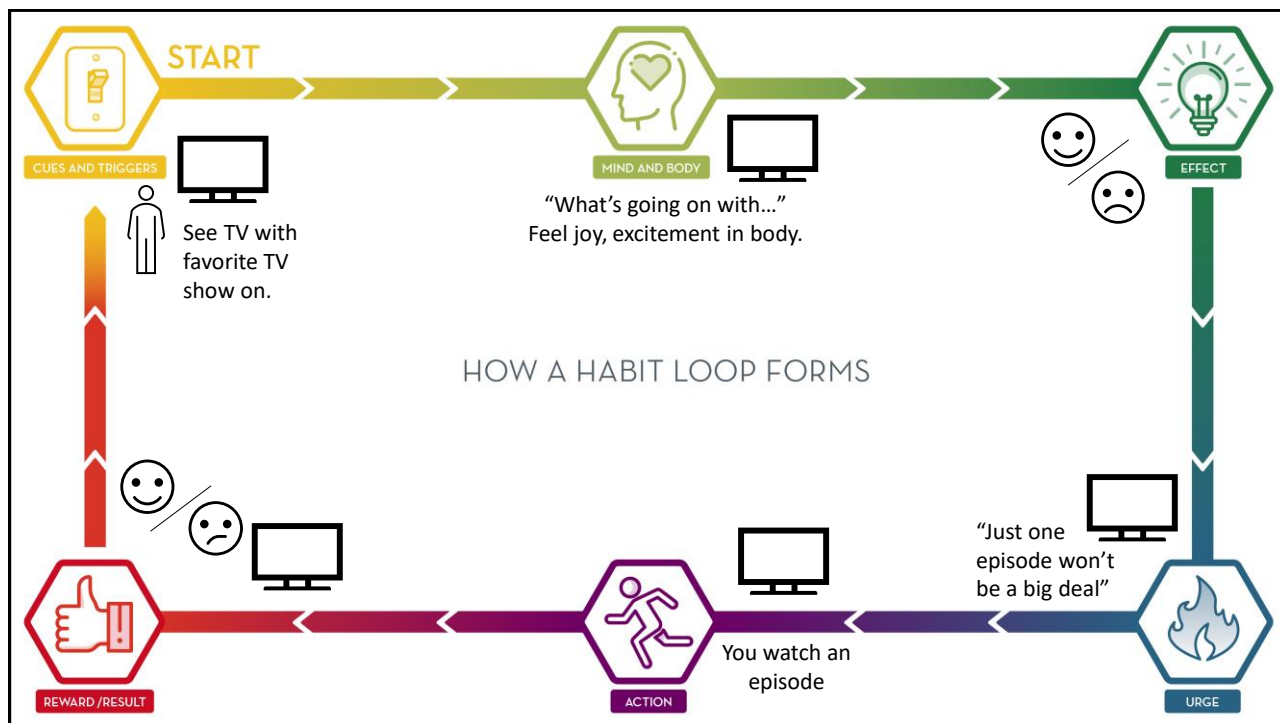 START
CUES AND TRIGGERS
MIND AND BODY
EFFECT
See TV with
favorite TV
show on.
“What’s going on with…”
Feel joy, excitement in body.
HOW A HABIT LOOP FORMS
“Just one
episode won’t
be a big deal”
You watch an
episode
REWARD /RESULT
ACTION
URGE